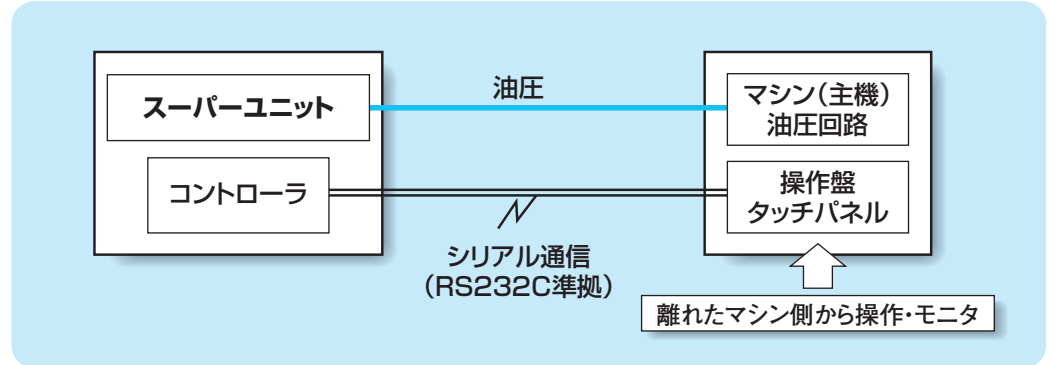 スーパーユニット
油圧
マシン（主機）
油圧回路
コントローラ
操作盤
タッチパネル
シリアル通信
（RS232C準拠）
離れたマシン側から操作・モニタ